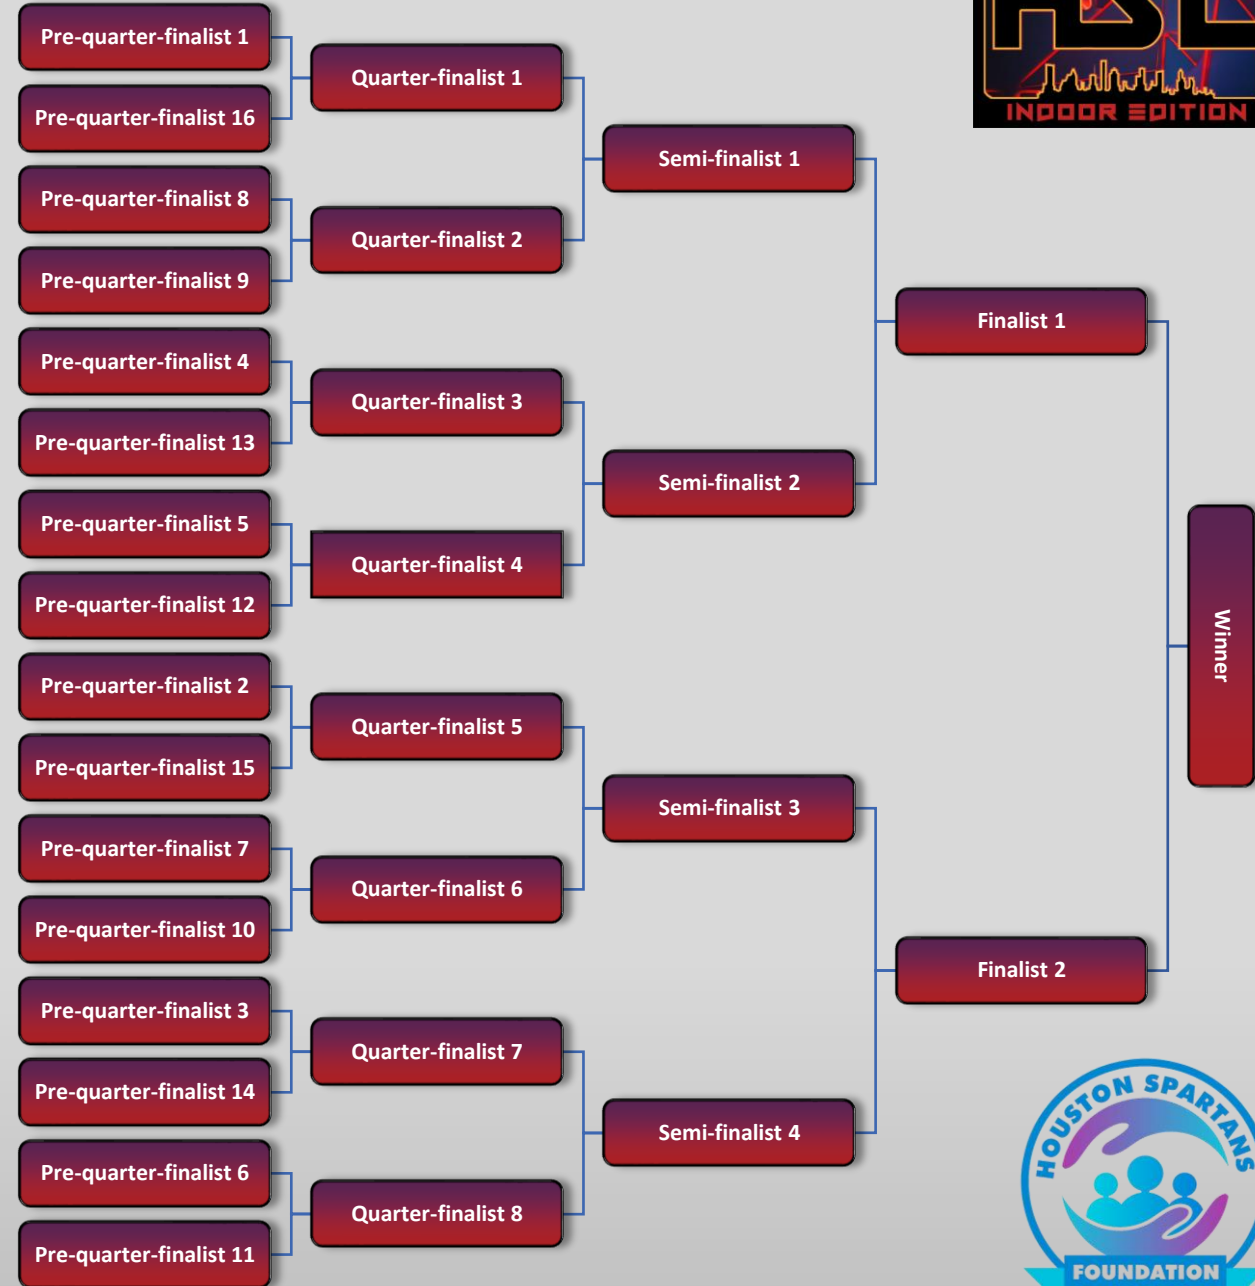 Pre-quarter-finalist 1
Pre-quarter-finalist 16
Pre-quarter-finalist 8
Pre-quarter-finalist 9
Pre-quarter-finalist 4
Pre-quarter-finalist 13
Pre-quarter-finalist 5
Pre-quarter-finalist 12
Pre-quarter-finalist 2
Pre-quarter-finalist 15
Pre-quarter-finalist 7
Pre-quarter-finalist 10
Pre-quarter-finalist 3
Pre-quarter-finalist 14
Pre-quarter-finalist 6
Pre-quarter-finalist 11
Quarter-finalist 1
Quarter-finalist 2
Quarter-finalist 3
Quarter-finalist 4
Quarter-finalist 5
Quarter-finalist 6
Quarter-finalist 7
Quarter-finalist 8
Semi-finalist 1
Semi-finalist 2
Semi-finalist 3
Semi-finalist 4
Finalist 1
Finalist 2
Winner
INDOOR EDITION
HOUSTON SPARTANS
FOUNDATION